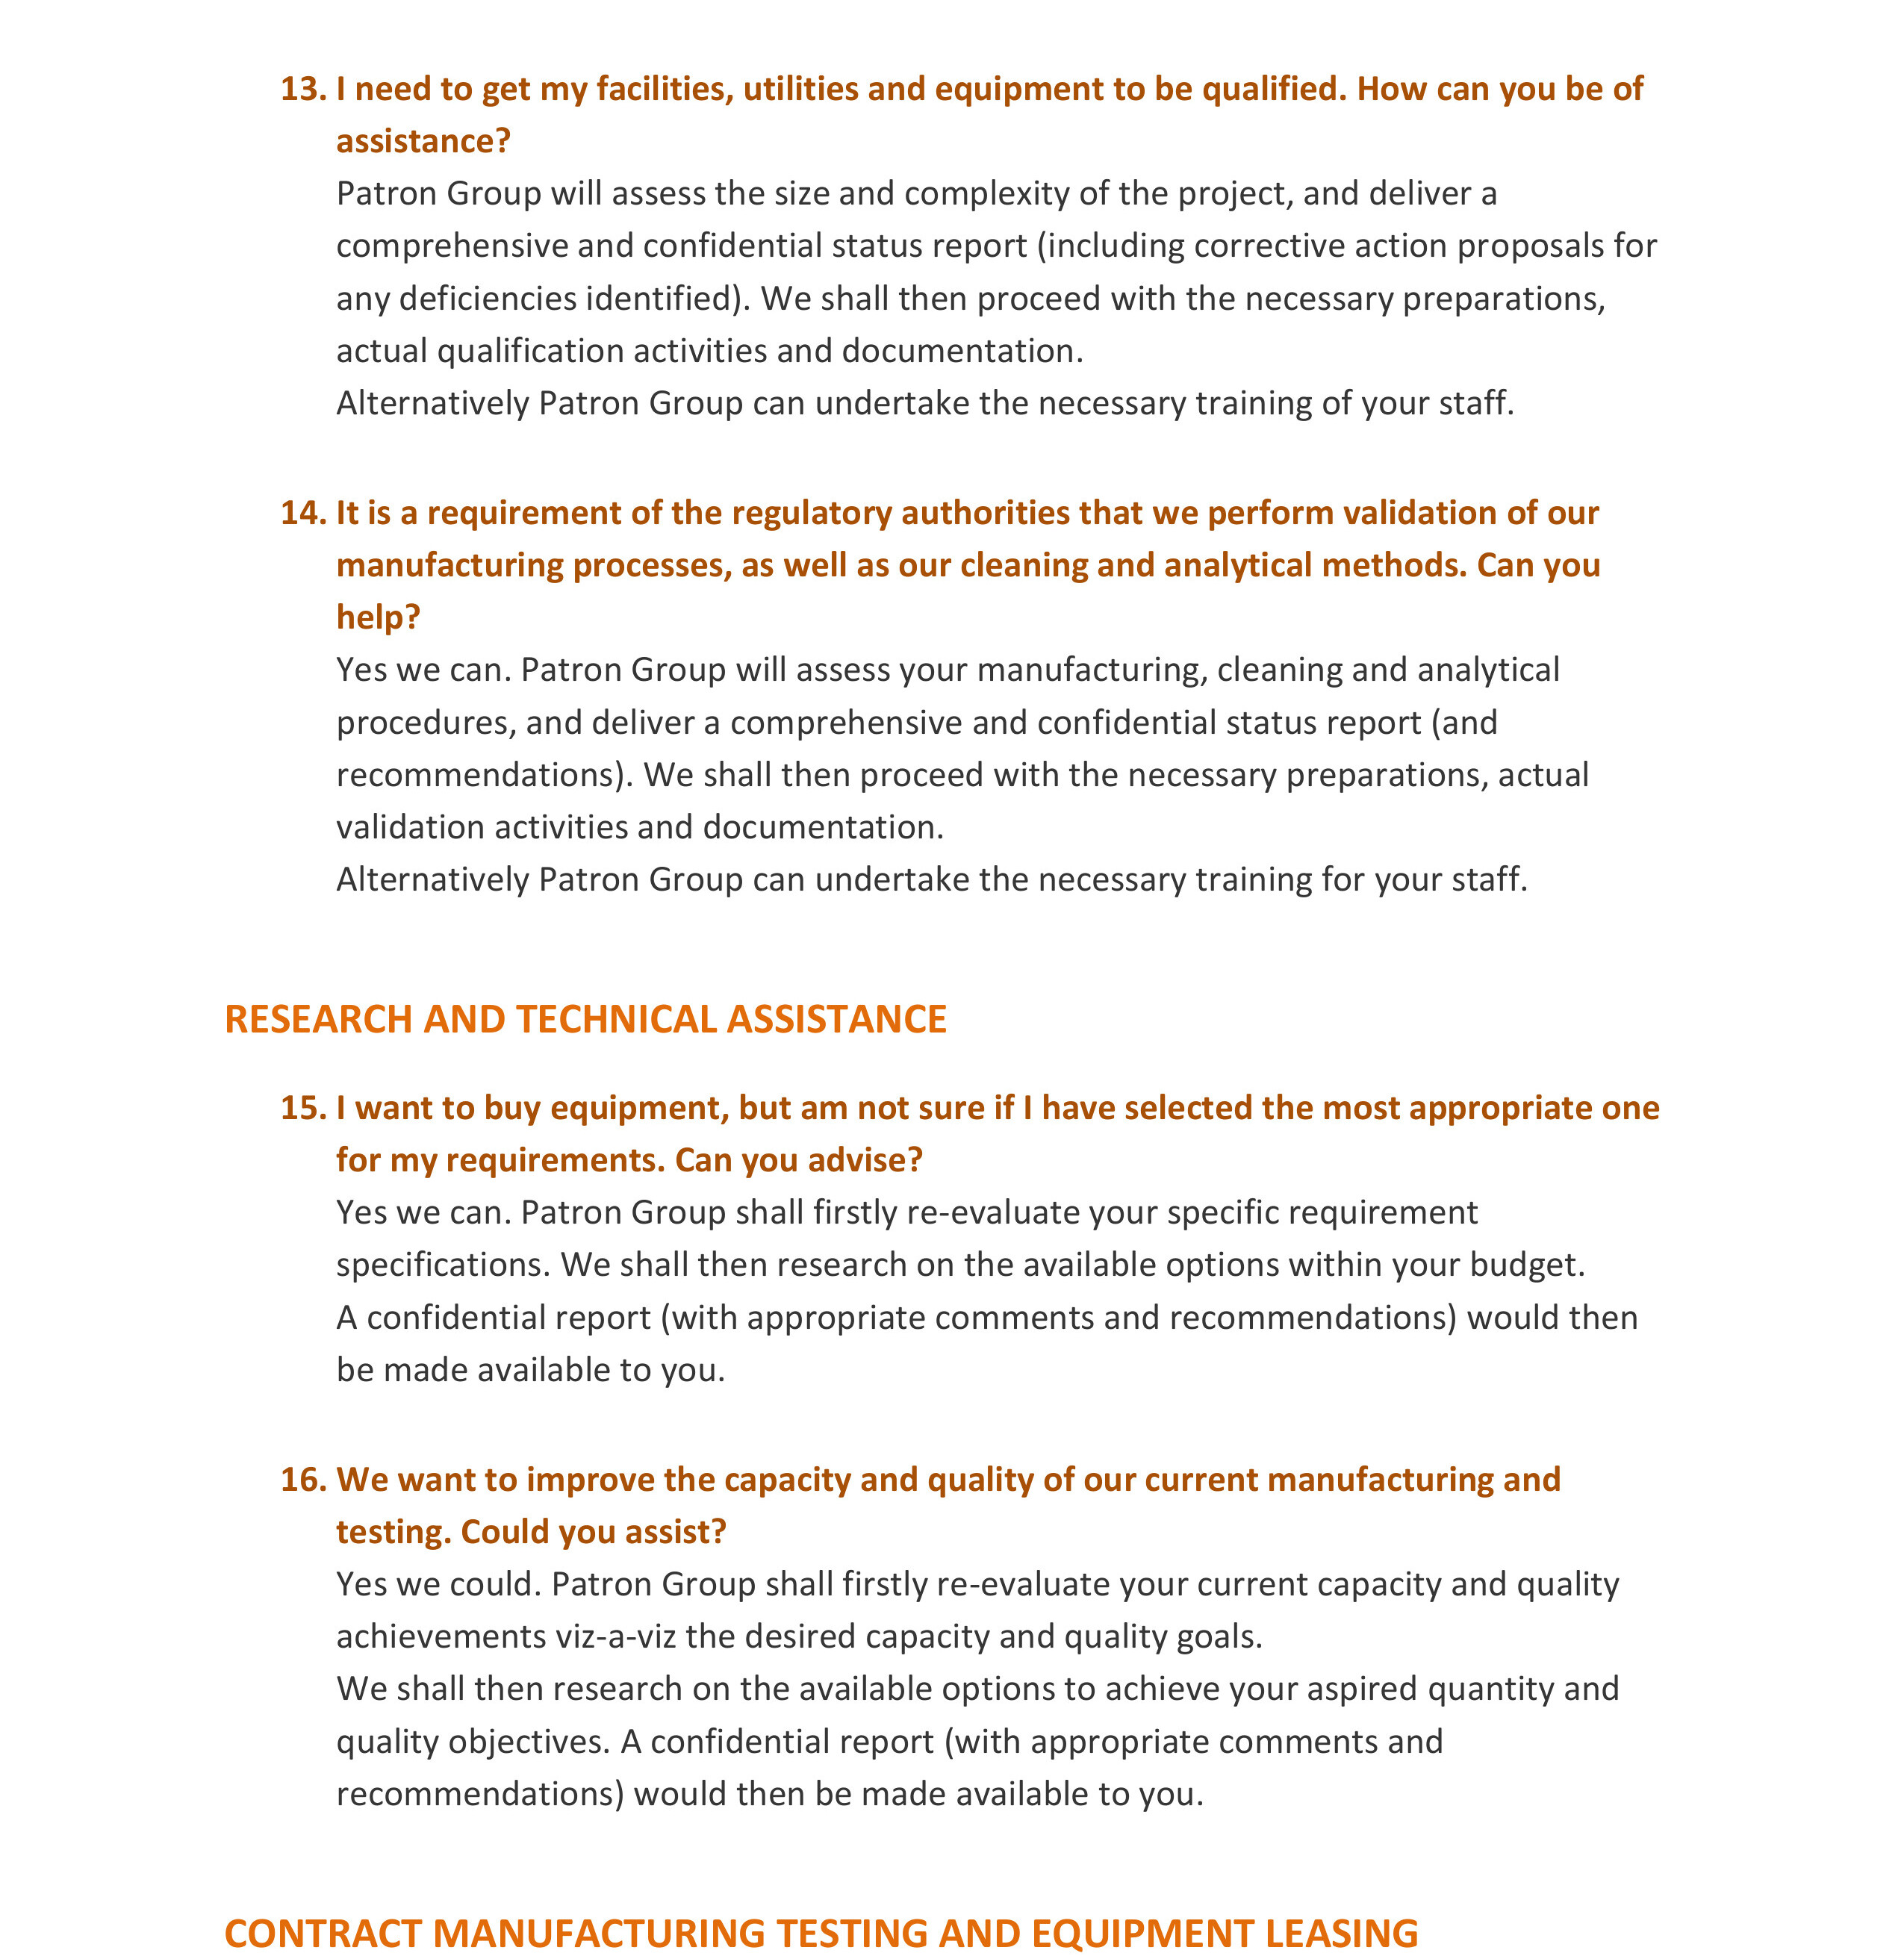 13. I need to get my facilities, utilities and equipment to be qualified. How can you be of
assistance?
Patron Group will assess the size and complexity of the project, and deliver a
comprehensive and confidential status report (including corrective action proposals for
any deficiencies identified). We shall then proceed with the necessary preparations,
actual qualification activities and documentation.
Alternatively Patron Group can undertake the necessary training of your staff.
14. It is a requirement of the regulatory authorities that we perform validation of our
manufacturing processes, as well as our cleaning and analytical methods. Can you
help?
Yes we can. Patron Group will assess your manufacturing, cleaning and analytical
procedures, and deliver a comprehensive and confidential status report (and
recommendations). We shall then proceed with the necessary preparations, actual
validation activities and documentation.
Alternatively Patron Group can undertake the necessary training for your staff.
RESEARCH AND TECHNICAL ASSISTANCE
15. I want to buy equipment, but am not sure if I have selected the most appropriate one
for my requirements. Can you advise?
Yes we can. Patron Group shall firstly re-evaluate your specific requirement
specifications. We shall then research on the available options within your budget.
A confidential report (with appropriate comments and recommendations) would then
be made available to you.
16. We want to improve the capacity and quality of our current manufacturing and
testing. Could you assist?
Yes we could. Patron Group shall firstly re-evaluate your current capacity and quality
achievements viz-a-viz the desired capacity and quality goals.
We shall then research on the available options to achieve your aspired quantity and
quality objectives. A confidential report (with appropriate comments and
recommendations) would then be made available to you.
CONTRACT MANUFACTURING TESTING AND EQUIPMENT LEASING